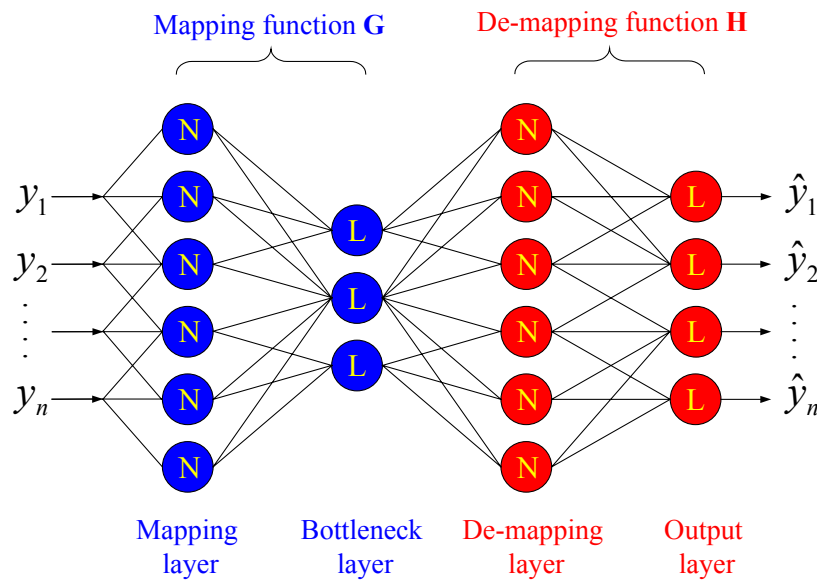 Mapping function G
De-mapping function H
N
N
N
N
N
N
L
L
L
N
N
N
N
N
N
L
L
L
L
y1
y2
yn
ŷ1
ŷ2
ŷn
Mapping
layer
Bottleneck
layer
De-mapping
layer
Output
layer